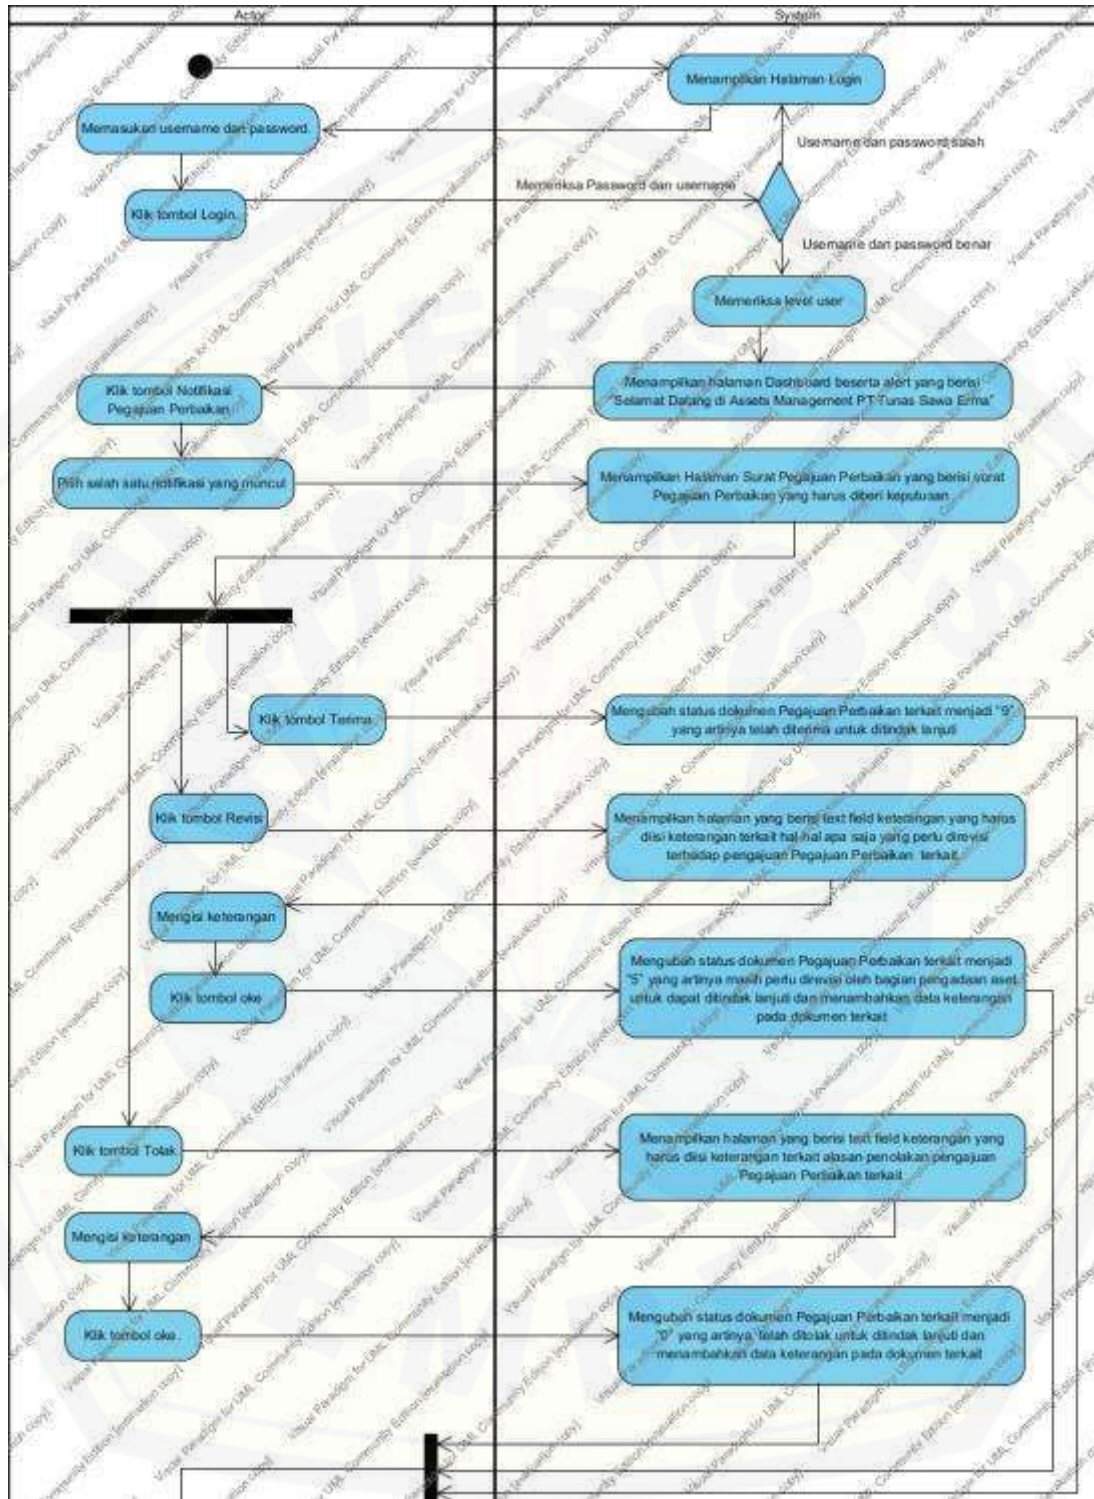 Actor
System
Menampilkan Halaman Login
Memasukan username dan password.
Username dan password salah
Memeriksa Password dan username
Klik tombol Login.
Username dan password benar
Memeriksa level user
Klik tombol Notifikasi
Pegajuan Perbaikan
Menampilkan halaman Dashboard beserta alert yang berisi
"Selamat Datang di Assets Management PT Tunas Sawa Erma"
Pilih salah satu notifikasi yang muncul
Menampilkan Halaman Surat Pegajuan Perbaikan yang berisi surat
Pegajuan Perbaikan yang harus diberi keputusan
Klik tombol Terima
Mengubah status dokumen Pegajuan Perbaikan terkait menjadi "9"
yang artinya telah diterima untuk ditindak lanjuti
Klik tombol Revisi
Menampilkan halaman yang berisi text field keterangan yang harus
diisi keterangan terkait hal-hal apa saja yang perlu direvisi
terhadap pengajuan Pegajuan Perbaikan terkait.
Mengisi keterangan
Klik tombol oke
Mengubah status dokumen Pegajuan Perbaikan terkait menjadi
"5" yang artinya masih perlu direvisi oleh bagian pengadaan aset
untuk dapat ditindak lanjuti dan menambahkan data keterangan
pada dokumen terkait
Klik tombol Tolak
Menampilkan halaman yang berisi text field keterangan yang
harus diisi keterangan terkait alasan penolakan pengajuan
Pegajuan Perbaikan terkait
Mengisi keterangan
Klik tombol oke.
Mengubah status dokumen Pegajuan Perbaikan terkait menjadi
"0" yang artinya telah ditolak untuk ditindak lanjuti dan
menambahkan data keterangan pada dokumen terkait
Visual Paradigm for UML Community Edition [evaluation copy]